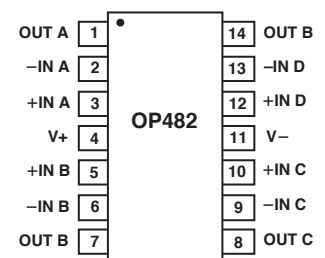 OUT A 1 14 OUT B
−IN A 2 13 −IN D
+IN A 3 12 +IN D
V+ 4 OP482 11 V−
+IN B 5 10 +IN C
−IN B 6 9 −IN C
OUT B 7 8 OUT C